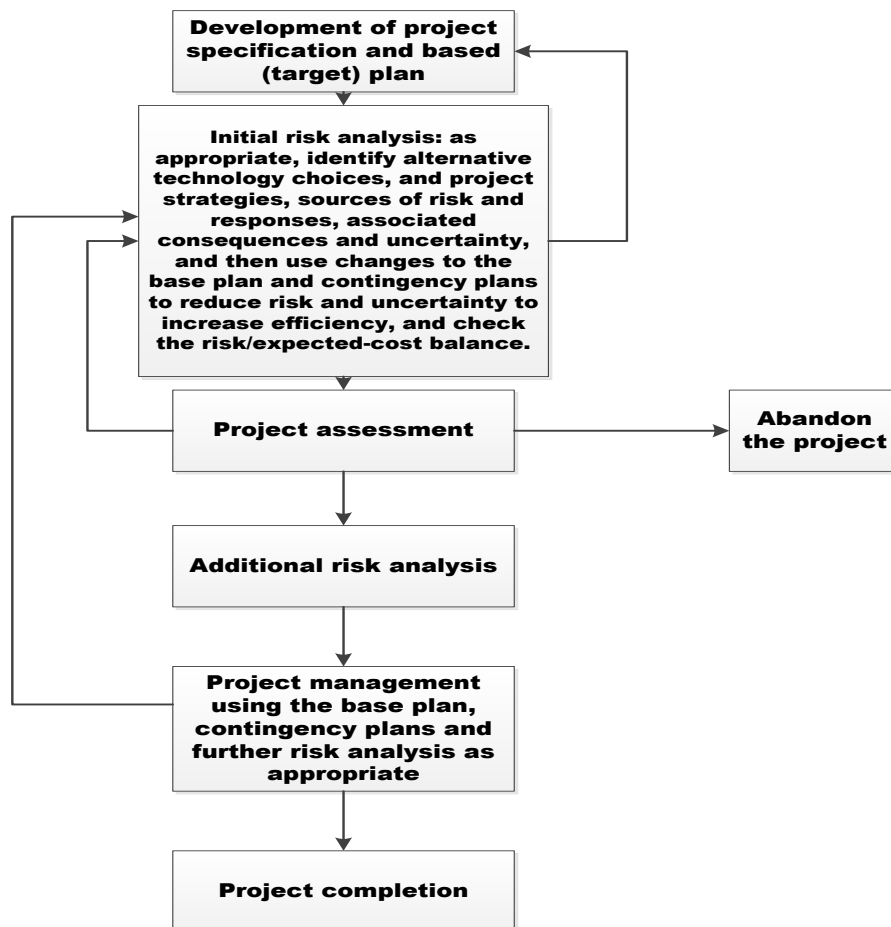 Development of project
specification and based
(target) plan
Initial risk analysis: as
appropriate, identify alternative
technology choices, and project
strategies, sources of risk and
responses, associated
consequences and uncertainty,
and then use changes to the
base plan and contingency plans
to reduce risk and uncertainty to
increase efficiency, and check
the risk/expected-cost balance.
Project assessment
Abandon
the project
Additional risk analysis
Project management
using the base plan,
contingency plans and
further risk analysis as
appropriate
Project completion